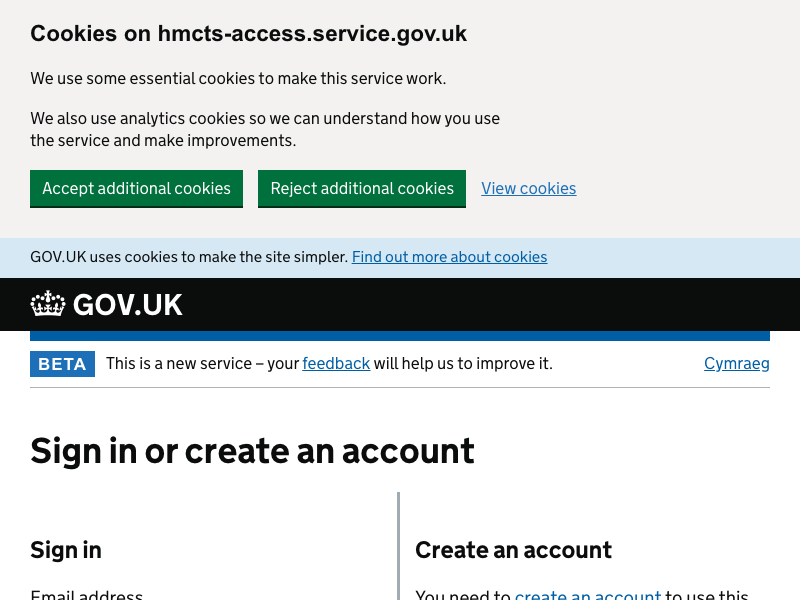 Cookies on hmcts-access.service.gov.uk
We use some essential cookies to make this service work.
We also use analytics cookies so we can understand how you use
the service and make improvements.
Accept additional cookies
Reject additional cookies
View cookies
GOV.UK uses cookies to make the site simpler. Find out more about cookies
GOV.UK
BETA
This is a new service – your feedback will help us to improve it.
Cymraeg
Sign in or create an account
Sign in
Email address
Create an account
You need to create an account to use this